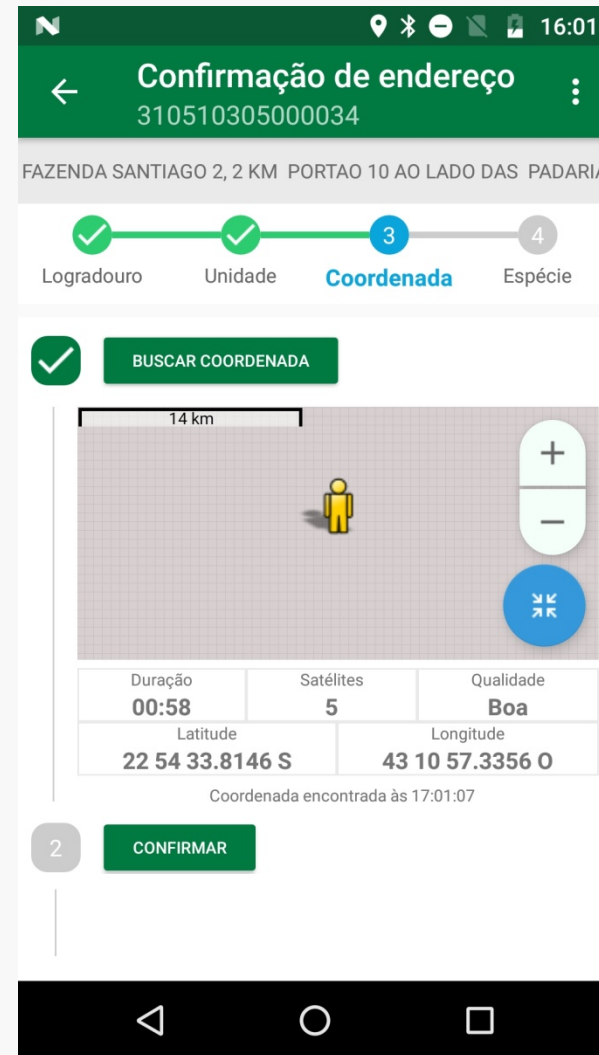 16:01
Confirmação de endereço
310510305000034
FAZENDA SANTIAGO 2, 2 KM PORTAO 10 AO LADO DAS PADARIA
3
4
Logradouro Unidade Coordenada Espécie
BUSCAR COORDENADA
14 km
+
−
Duração Satélites Qualidade
00:58 5 Boa
Latitude Longitude
22 54 33.8146 S 43 10 57.3356 O
Coordenada encontrada às 17:01:07
2 CONFIRMAR